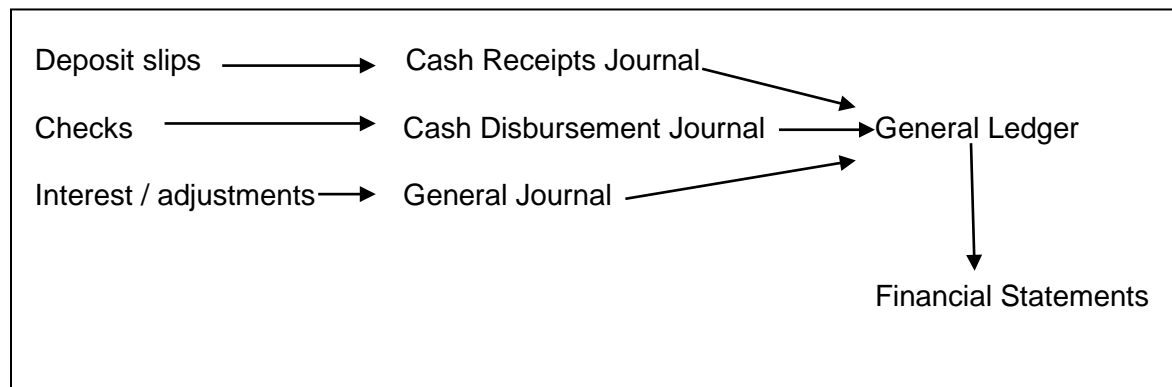 Deposit slips Cash Receipts Journal
Checks Cash Disbursement Journal General Ledger
Interest / adjustments General Journal
Financial Statements